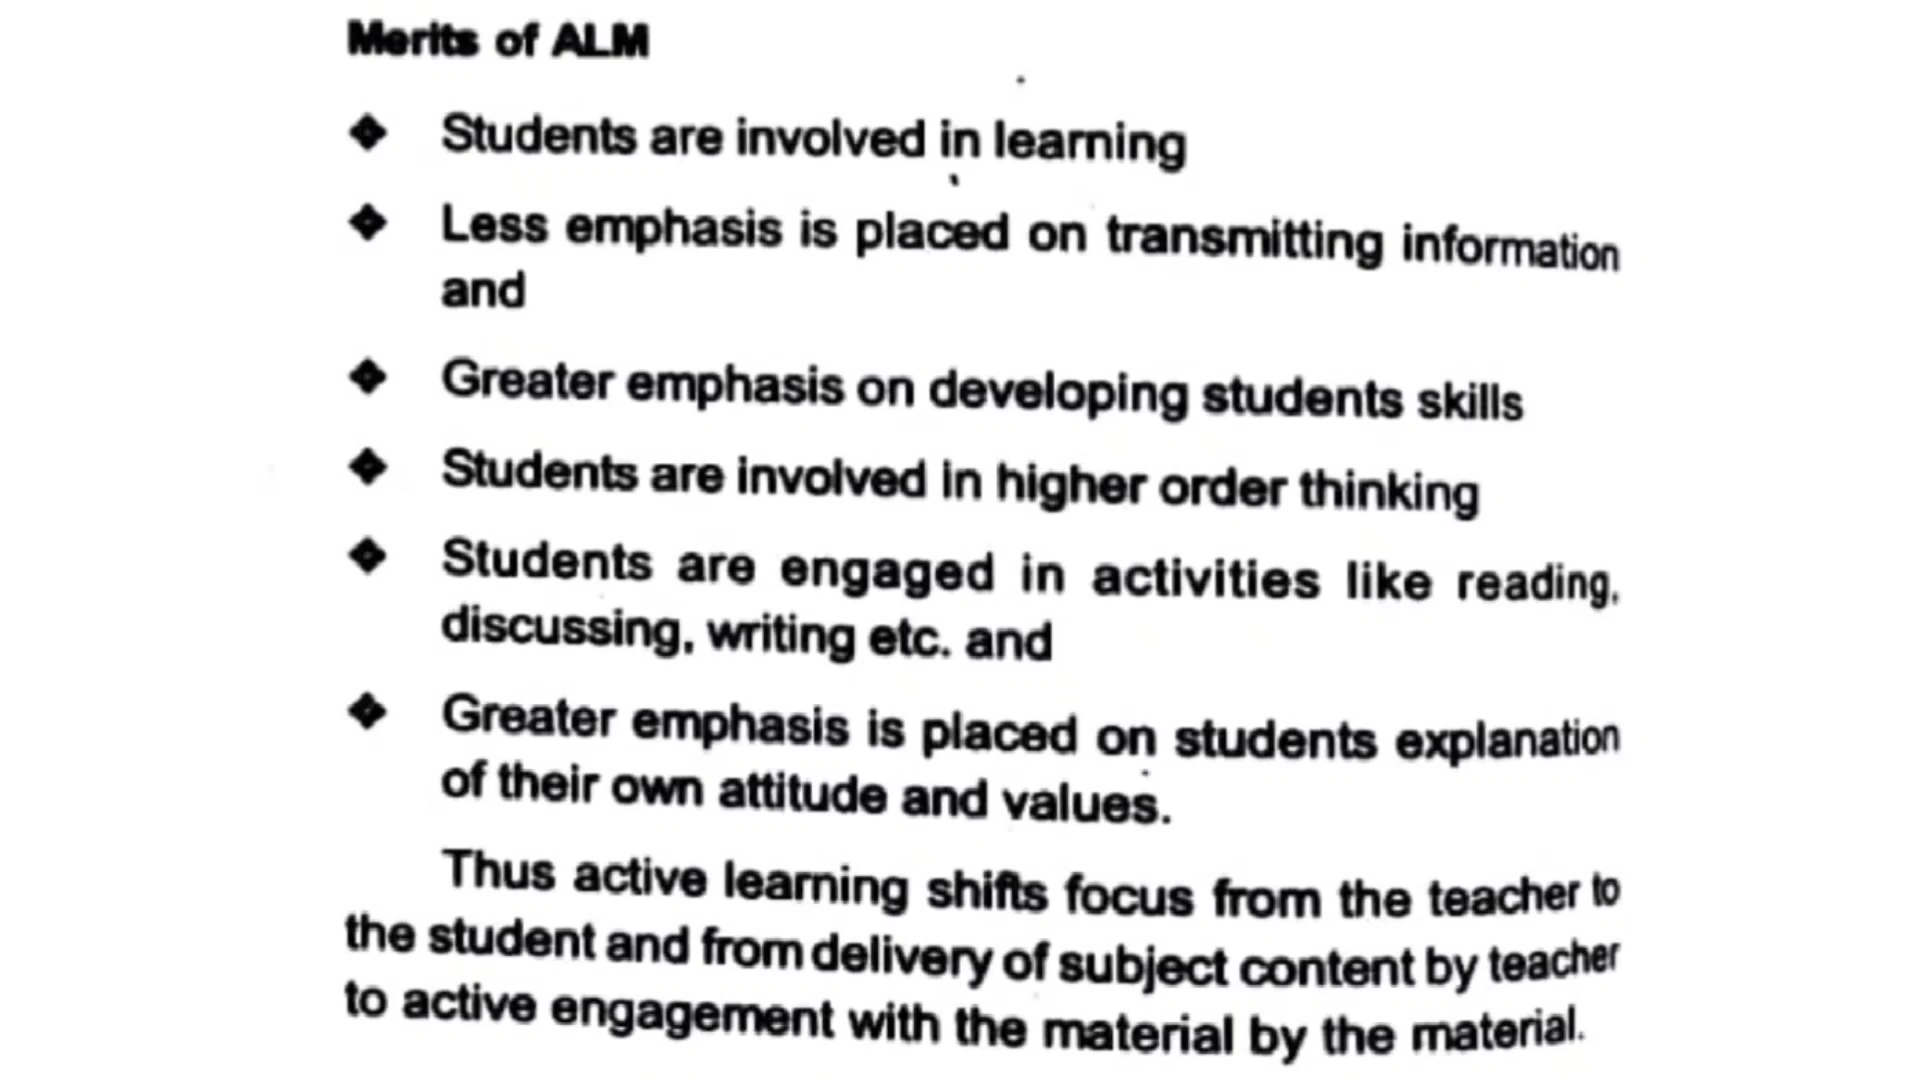 Merits of ALM
❖ Students are involved in learning
❖ Less emphasis is placed on transmitting information
and
❖ Greater emphasis on developing students skills
❖ Students are involved in higher order thinking
❖ Students are engaged in activities like reading,
discussing, writing etc. and
❖ Greater emphasis is placed on students explanation
of their own attitude and values.
Thus active learning shifts focus from the teacher to
the student and from delivery of subject content by teacher
to active engagement with the material by the material.